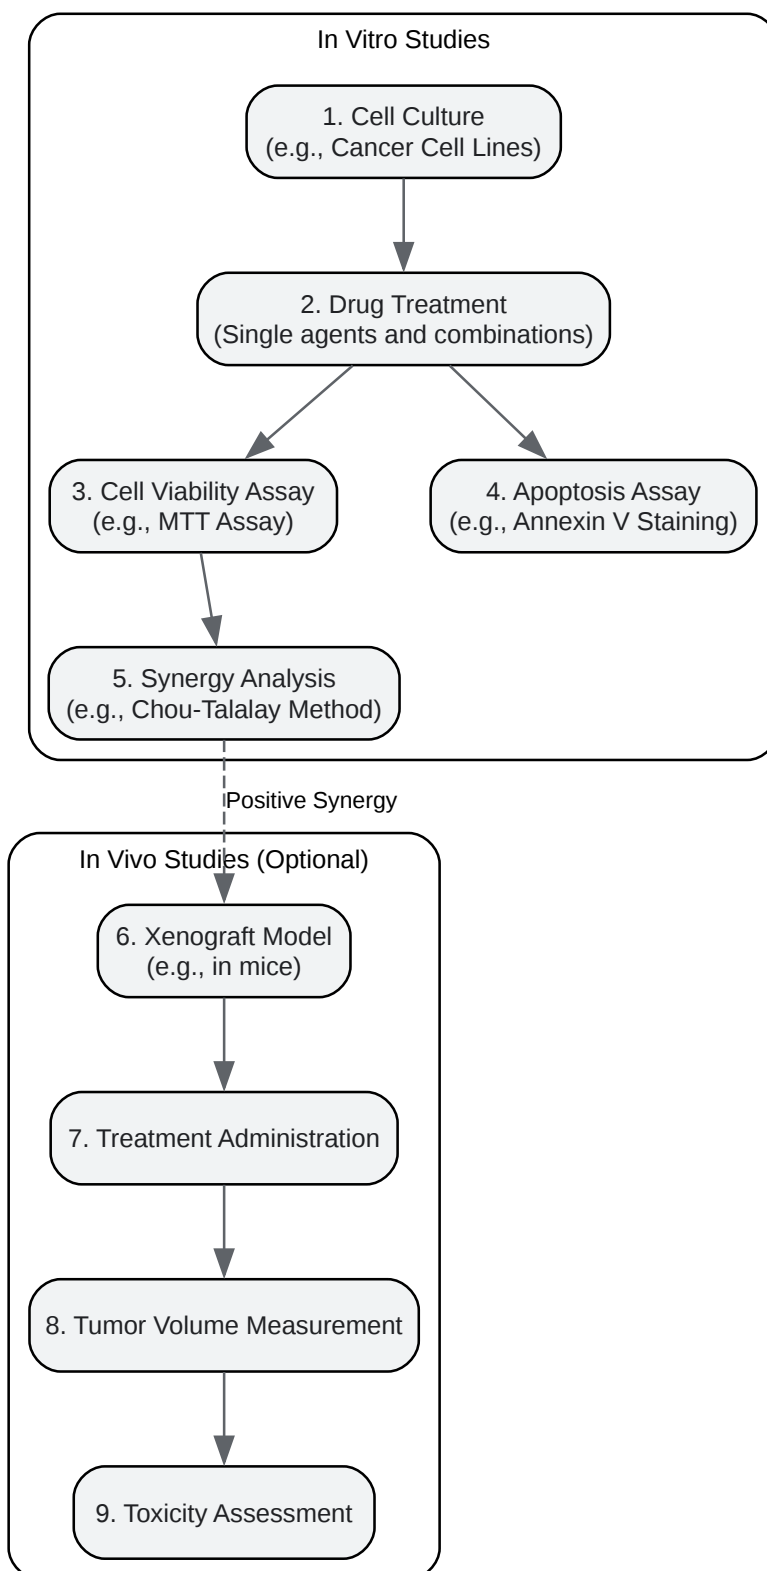 In Vitro Studies
1. Cell Culture
(e.g., Cancer Cell Lines)
2. Drug Treatment
(Single agents and combinations)
3. Cell Viability Assay
(e.g., MTT Assay)
4. Apoptosis Assay
(e.g., Annexin V Staining)
5. Synergy Analysis
(e.g., Chou-Talalay Method)
Positive Synergy
In Vivo Studies (Optional)
6. Xenograft Model
(e.g., in mice)
7. Treatment Administration
8. Tumor Volume Measurement
9. Toxicity Assessment